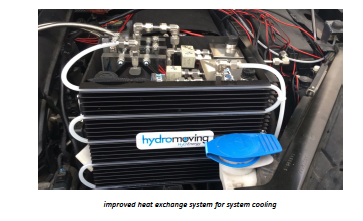 hydromoving
improved heat exchange system for system cooling